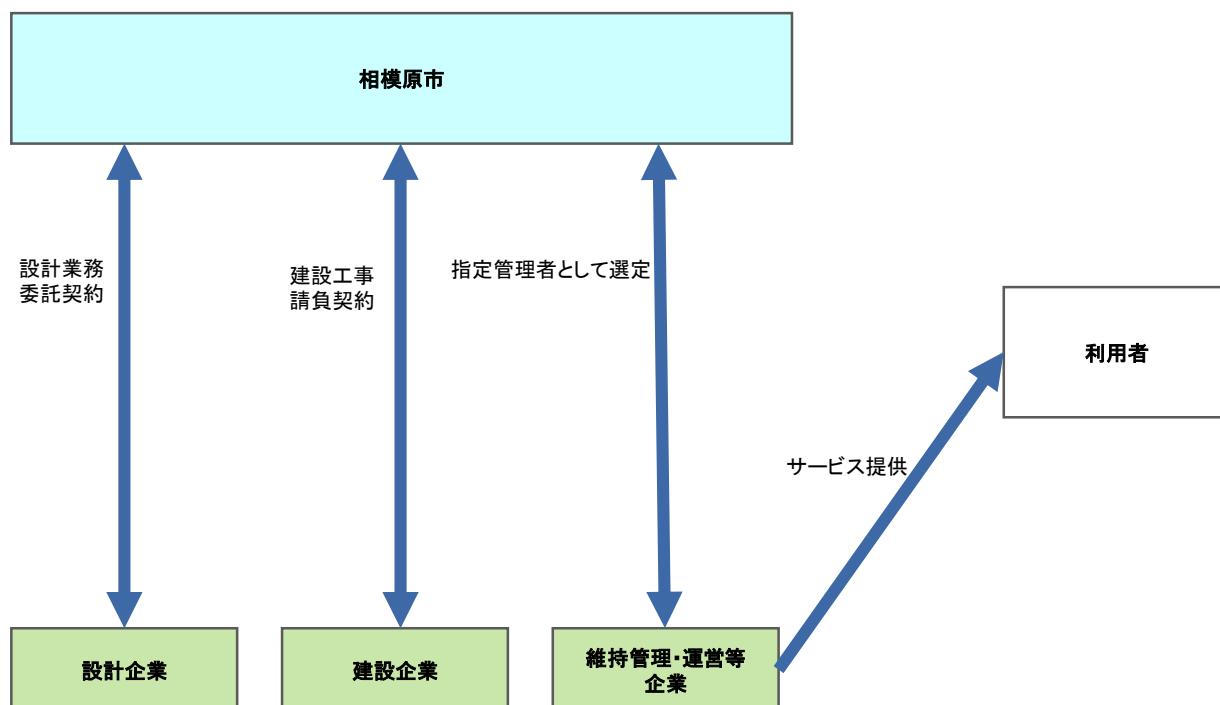 相模原市
設計業務
委託契約
建設工事
請負契約
指定管理者として選定
利用者
サービス提供
設計企業
建設企業
維持管理・運営等
企業